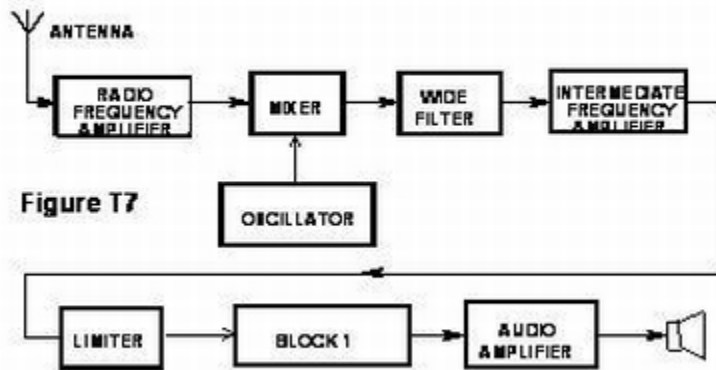 ANTENNA
RADIO
FREQUENCY
AMPLIFIER
MIXER
WIDE
FILTER
INTERMEDIATE
FREQUENCY
AMPLIFIER
Figure T7
OSCILLATOR
LIMITER
BLOCK 1
AUDIO
AMPLIFIER